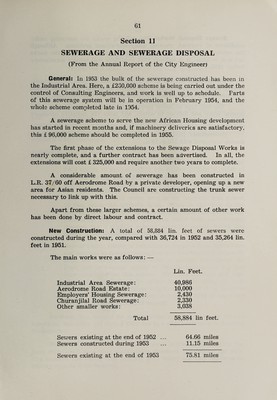 61
Section 11
SEWERAGE AND SEWERAGE DISPOSAL
(From the Annual Report of the City Engineer)
General: In 1953 the bulk of the sewerage constructed has been in
the Industrial Area. Here, a £230,000 scheme is being carried out under the
control of Consulting Engineers, and work is well up to schedule. Parts
of this sewerage system will be in operation in February 1954, and the
whole scheme completed late in 1954.
A sewerage scheme to serve the new African Housing development
has started in recent months and, if machinery deliveries are satisfactory,
this £ 96,000 scheme should be completed in 1955.
The first phase of the extensions to the Sewage Disposal Works is
nearly complete, and a further contract has been advertised. In all, the
extensions will cost £ 225,000 and require another two years to complete.
A considerable amount of sewerage has been constructed in
L.R. 37/60 off Aerodrome Road by a private developer, opening up a new
area for Asian residents. The Council are constructing the trunk sewer
necessary to link up with this.
Apart from these larger schemes, a certain amount of other work
has been done by direct labour and contract.
New Construction: A total of 58,884 lin. feet of sewers were
constructed during the year, compared with 36,724 in 1952 and 35,264 lin.
feet in 1951.
The main works were as follows: —
Lin. Feet.
Industrial Area Sewerage: 40,986
Aerodrome Road Estate: 10,000
Employers' Housing Sewerage: 2,430
Churanjilal Road Sewerage: 2,330
Other smaller works: 3,038
Total 58,884 lin feet.
Sewers existing at the end of 1952 ... 64.66 miles
Sewers constructed during 1953 ... 11.15 miles
Sewers existing at the end of 1953 75.81 miles